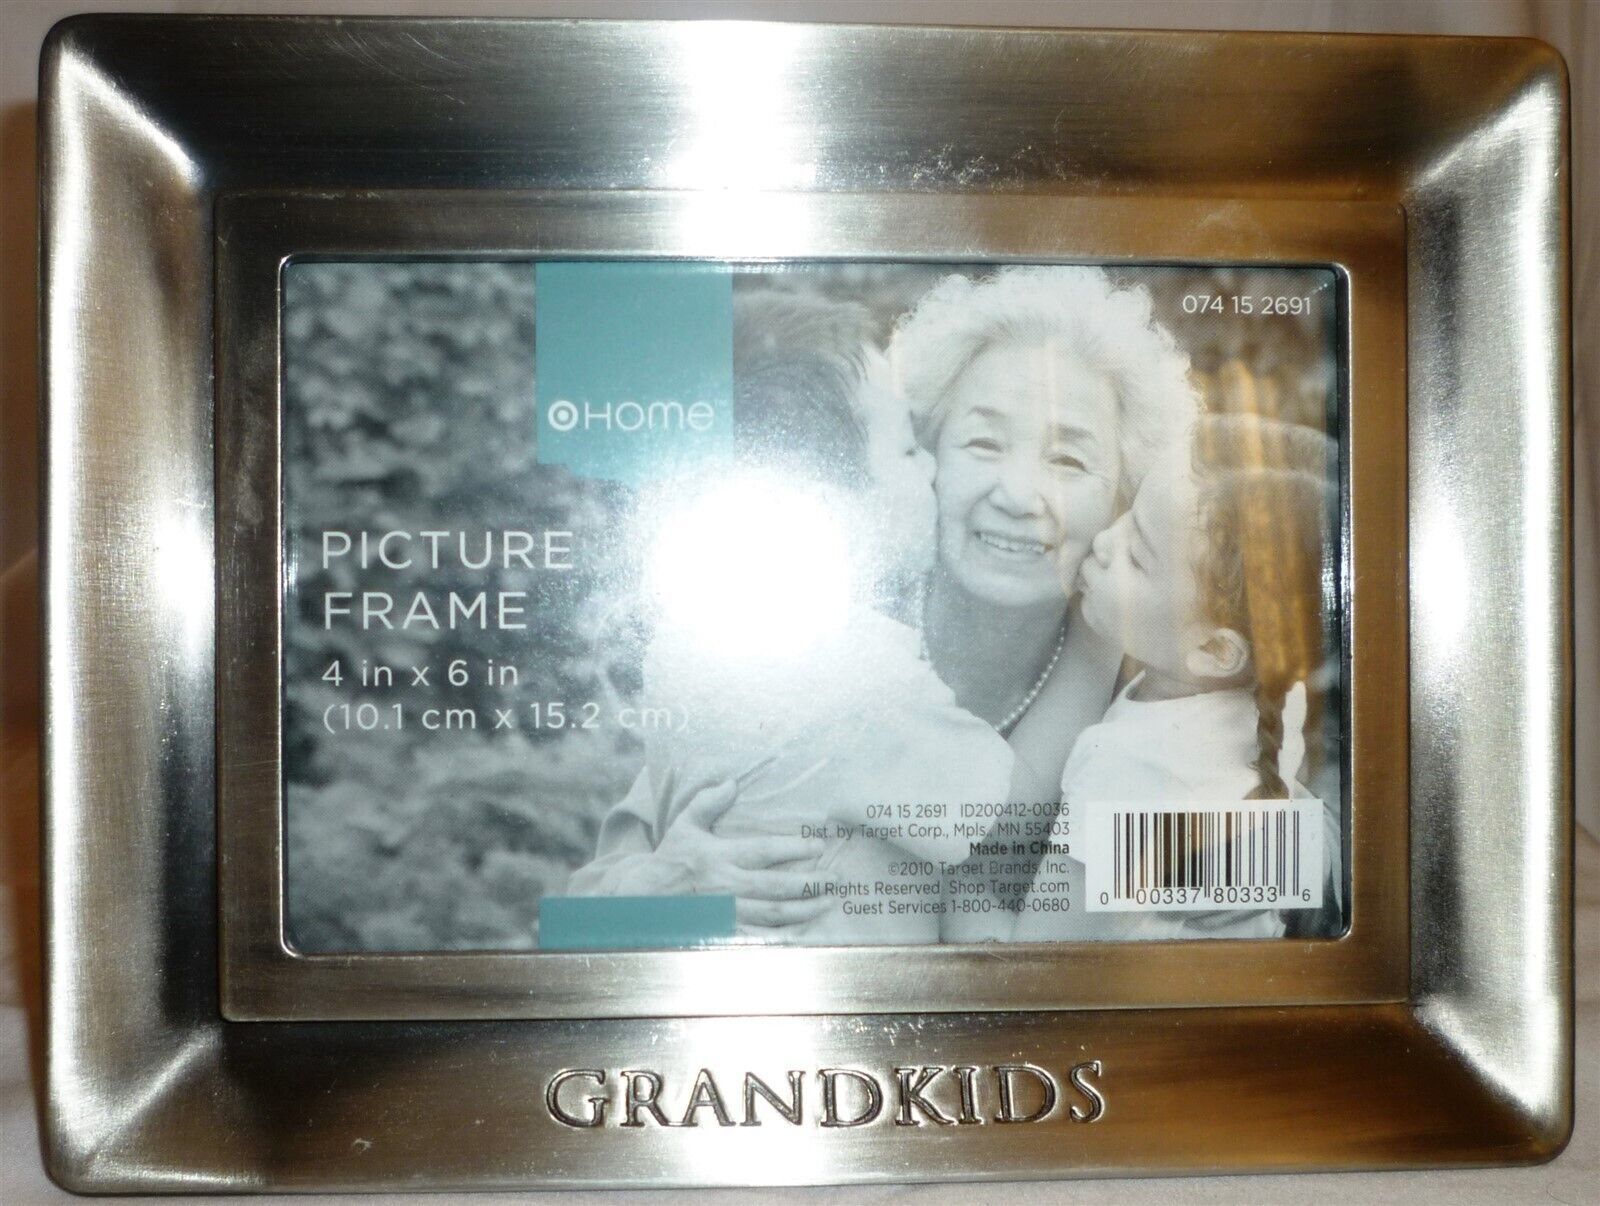 074 15 2691
HOME™
PICTURE
FRAME
4 in x 6 in
(10.1 cm x 15.2 cm)
074 15 2691 ID200412-0036
Dist. by Target Corp., Mpls., MN 55403
Made in China
©2010 Target Brands, Inc.
All Rights Reserved Shop Target.com
Guest Services 1-800-440-0680
0 00337 80333 6
GRANDKIDS